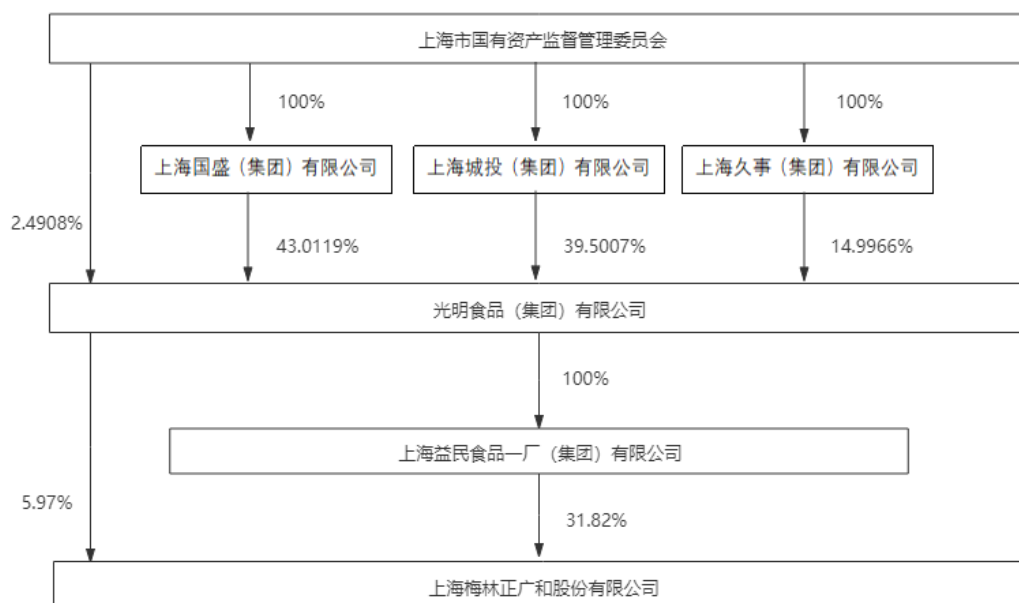 上海市国有资产监督管理委员会
100%
100%
100%
上海国盛（集团）有限公司
上海城投（集团）有限公司
上海久事（集团）有限公司
2.4908%
43.0119%
39.5007%
14.9966%
光明食品（集团）有限公司
100%
上海益民食品一厂（集团）有限公司
5.97%
31.82%
上海梅林正广和股份有限公司